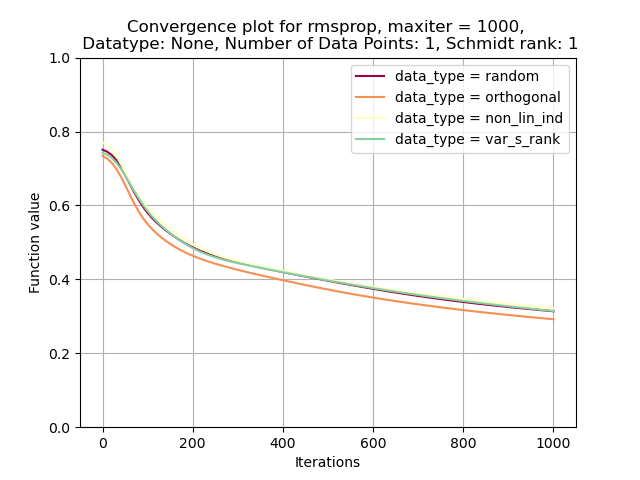 Convergence plot for rmsprop, maxiter = 1000,
Datatype: None, Number of Data Points: 1, Schmidt rank: 1
data_type = random
data_type = orthogonal
data_type = non_lin_ind
data_type = var_s_rank
Function value
1.0
0.8
0.6
0.4
0.2
0.0
0 200 400 600 800 1000
Iterations